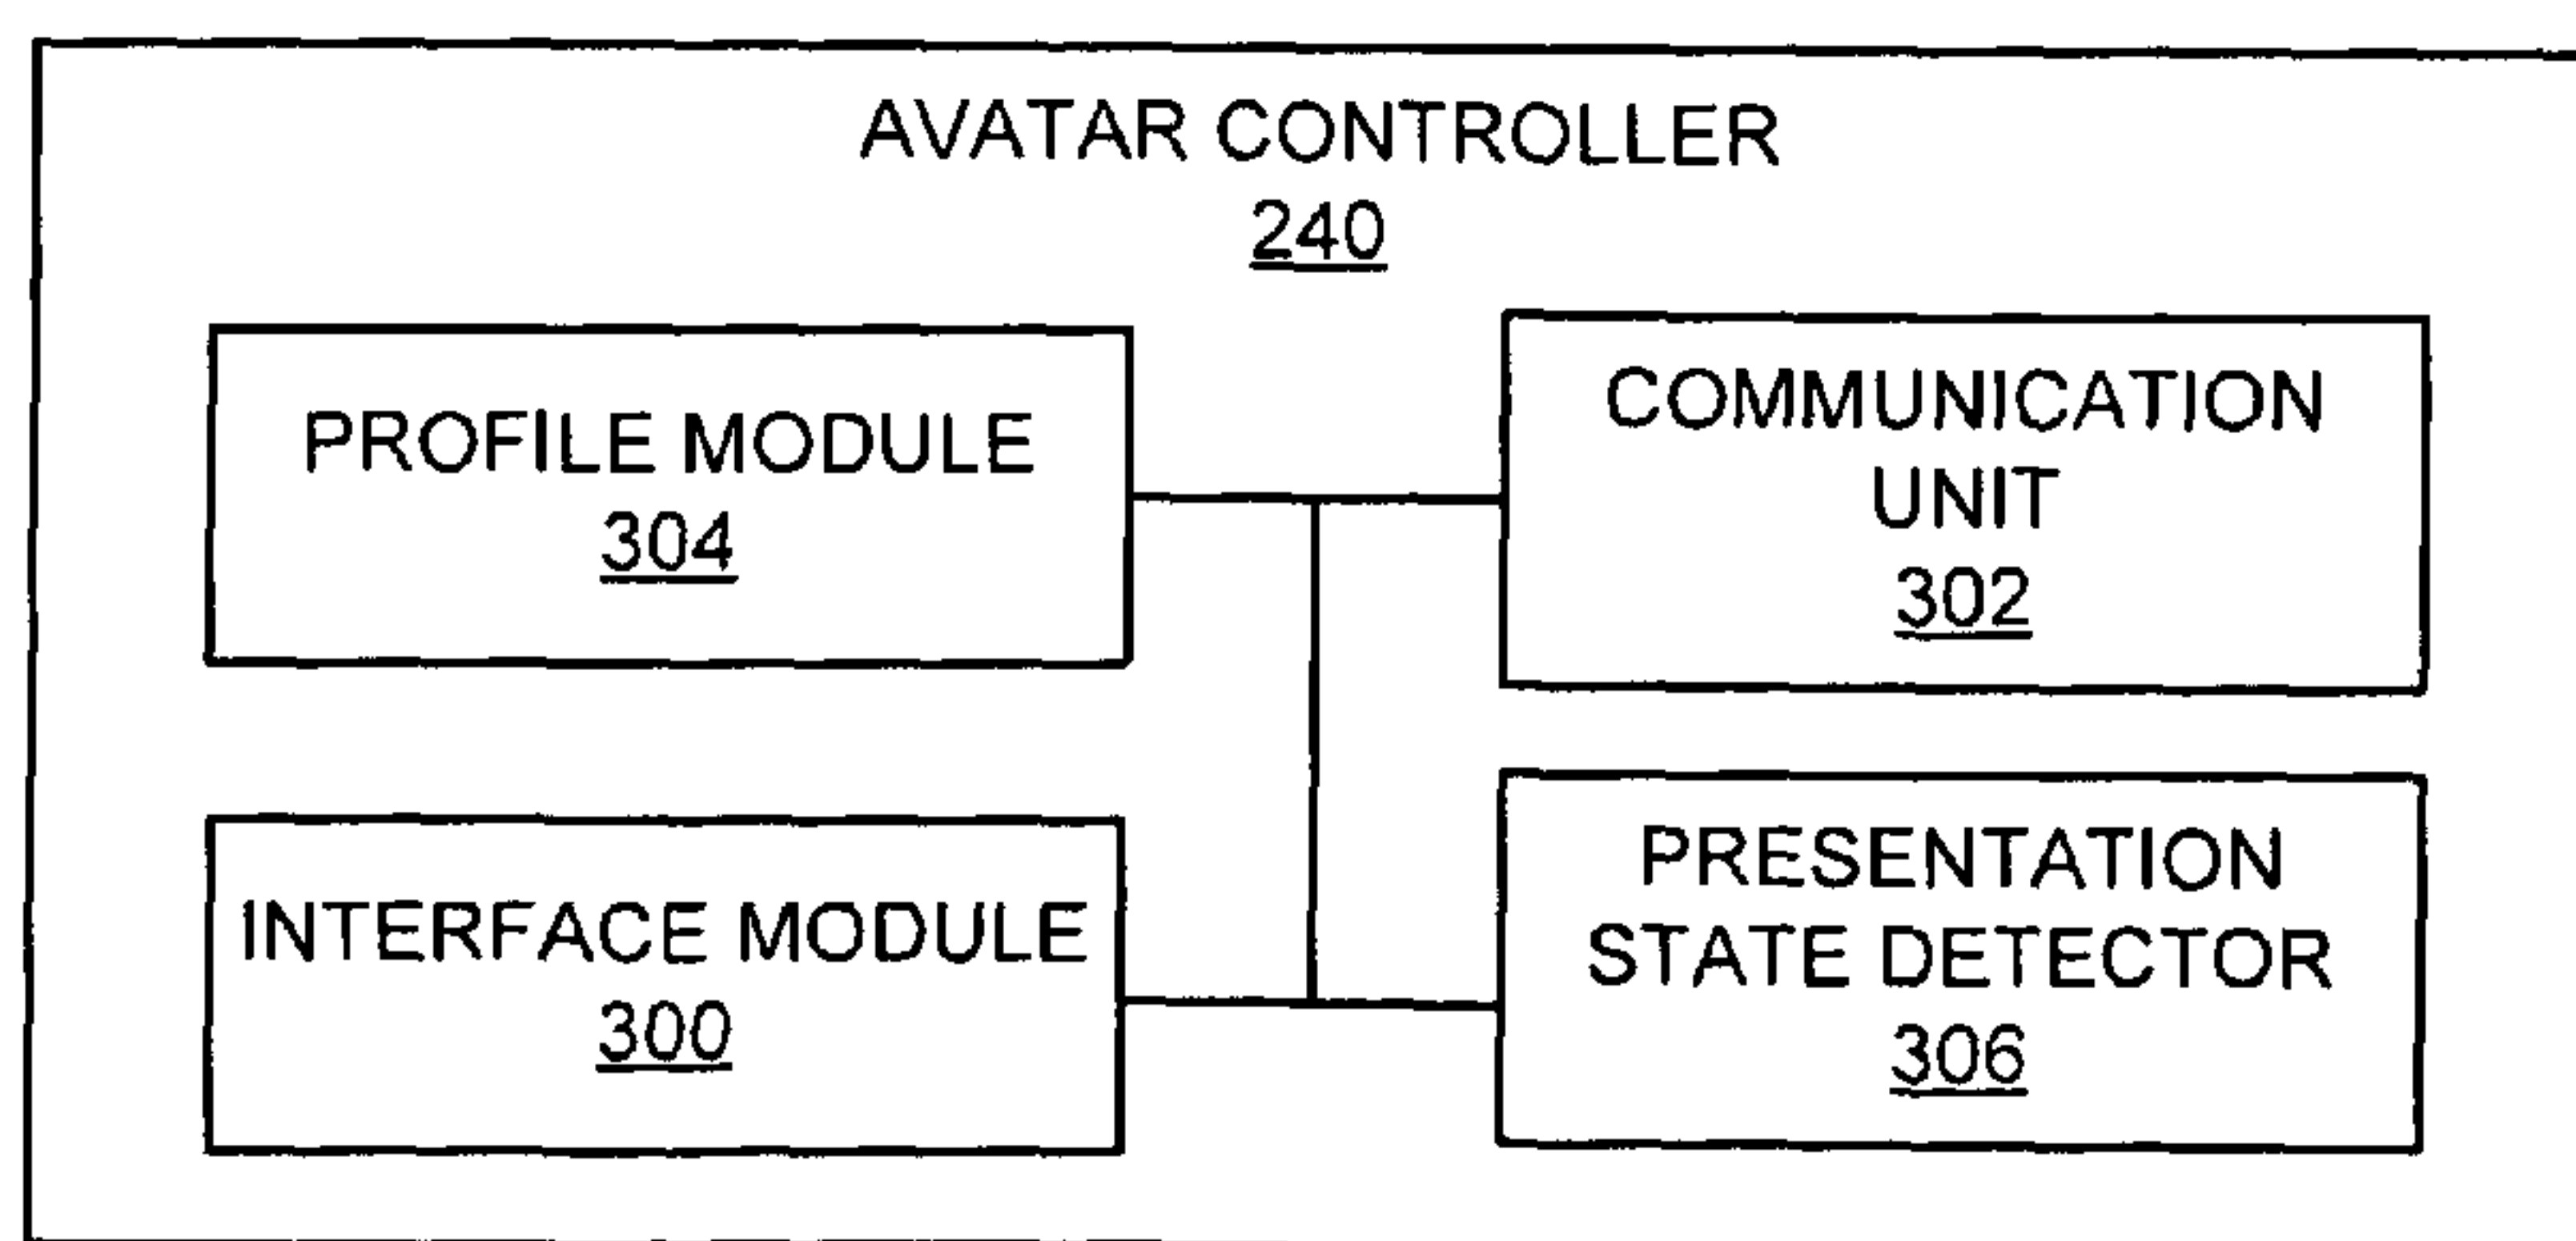 AVATAR CONTROLLER
240
PROFILE MODULE
304
COMMUNICATION
UNIT
302
INTERFACE MODULE
300
PRESENTATION
STATE DETECTOR
306